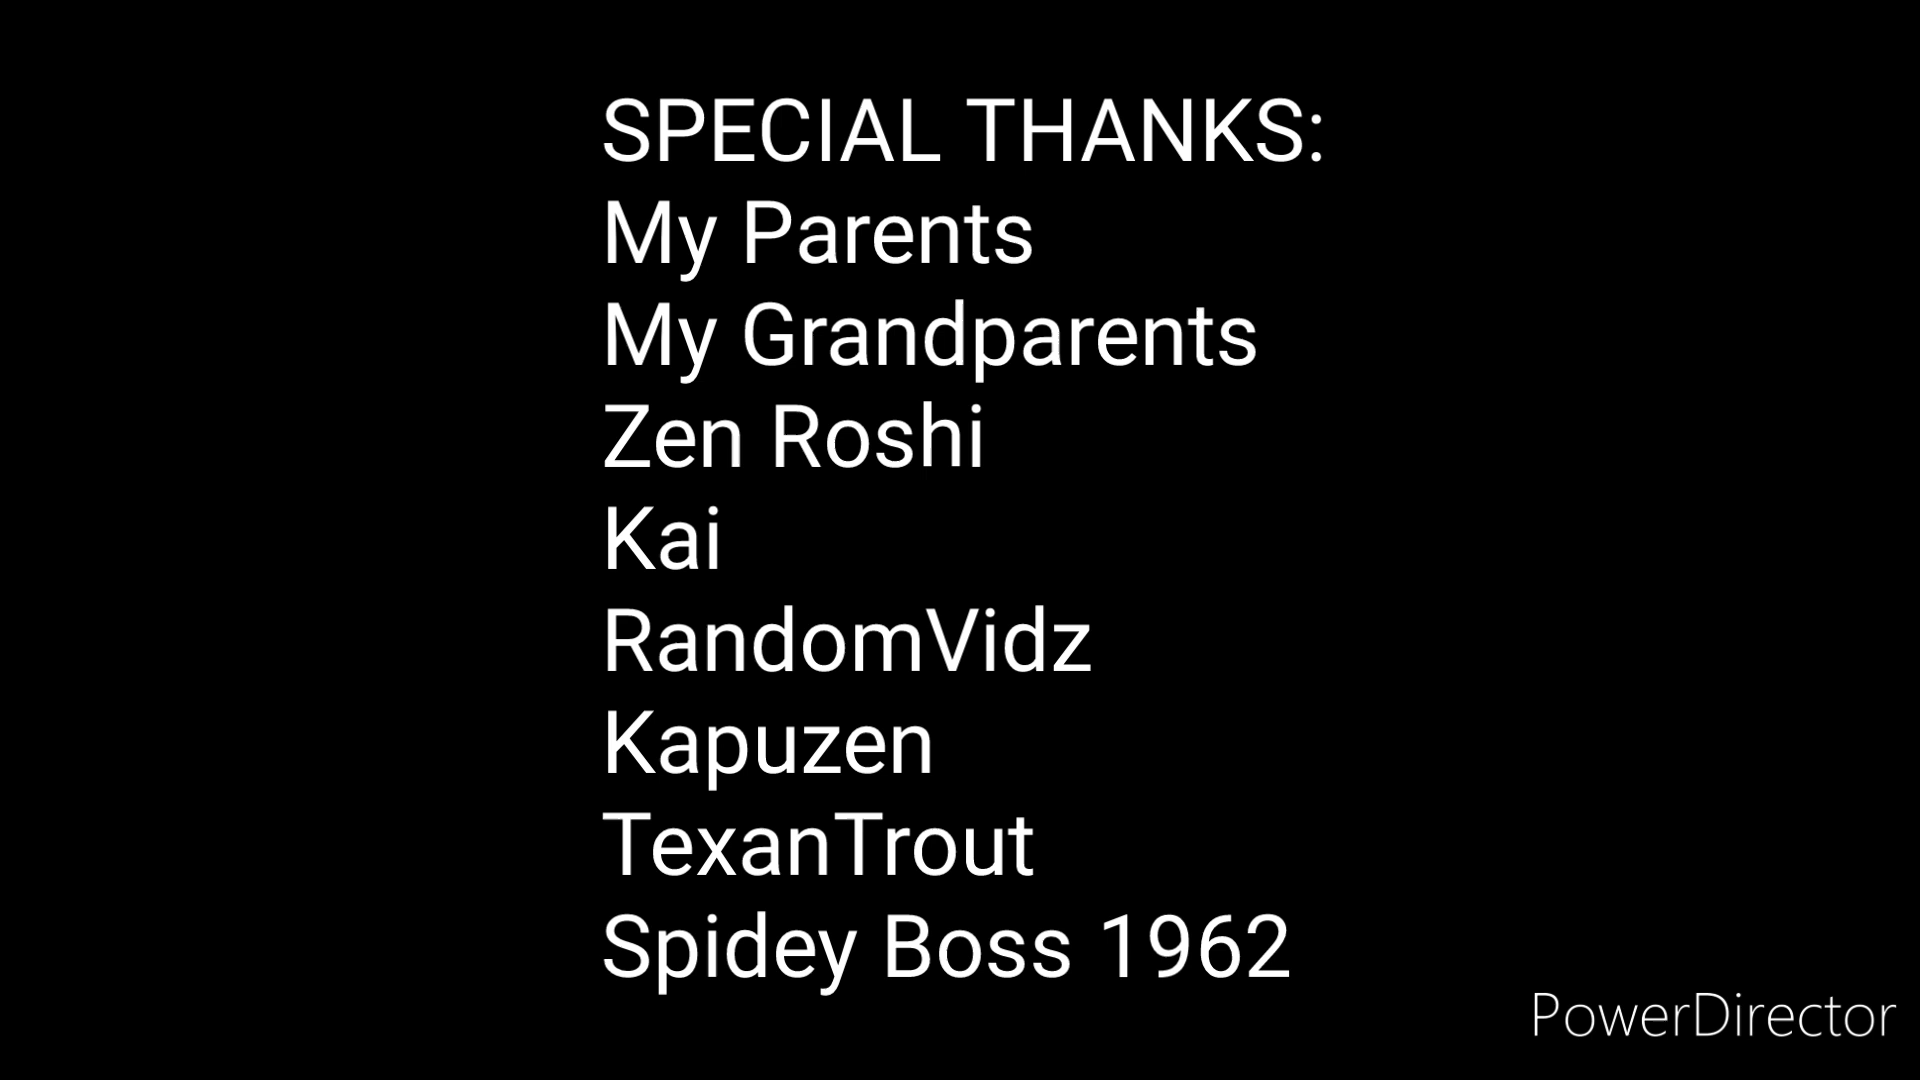 SPECIAL THANKS:
My Parents
My Grandparents
Zen Roshi
Kai
RandomVidz
Kapuzen
TexanTrout
Spidey Boss 1962
PowerDirector